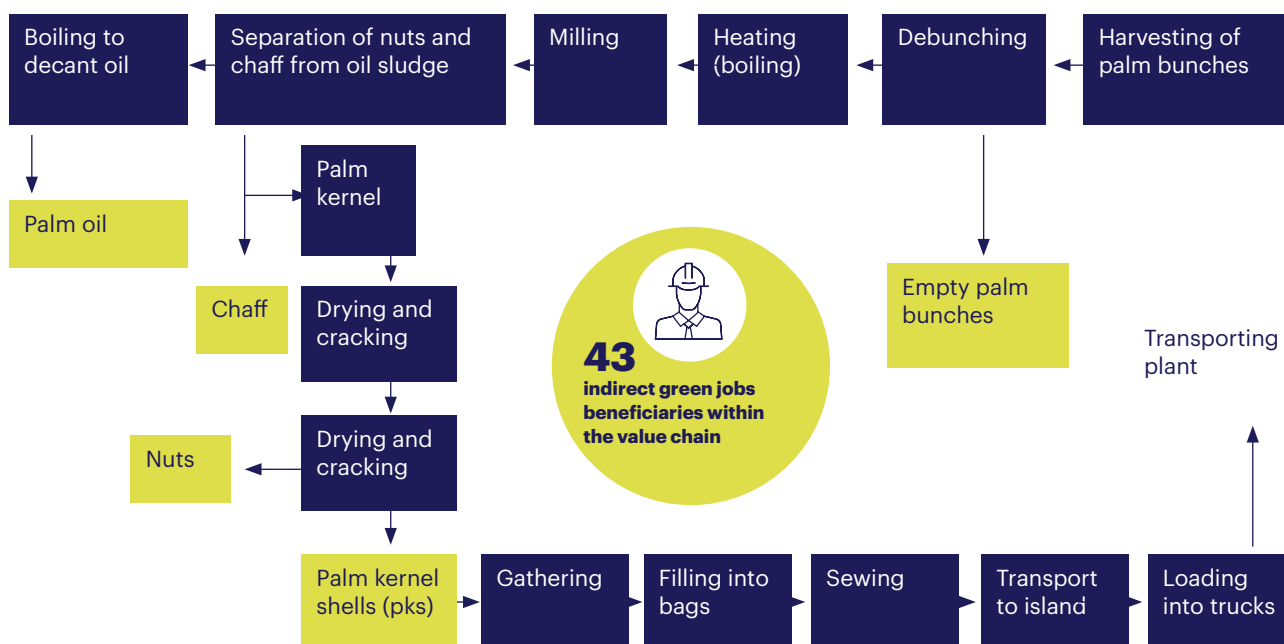 Boiling to
decant oil
Separation of nuts and
chaff from oil sludge
Milling
Heating
(boiling)
Debunching
Harvesting of
palm bunches
Palm
kernel
Palm oil
Empty palm
bunches
Chaff
Drying and
cracking
Transporting
plant
43
indirect green jobs
beneficiaries within
the value chain
Nuts
Drying and
cracking
Palm kernel
shells (pks)
Gathering
Filling into
bags
Sewing
Transport
to island
Loading
into trucks